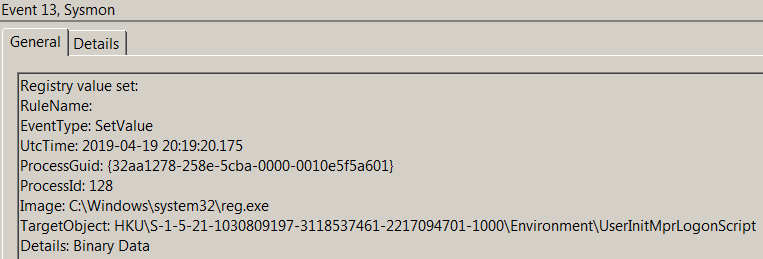 Event 13, Sysmon
General Details
Registry value set:
RuleName:
EventType: SetValue
UtcTime: 2019-04-19 20:19:20.175
ProcessGuid: {32aa1278-258e-5cba-0000-0010e5f5a601}
ProcessId: 128
Image: C:\Windows\system32\reg.exe
TargetObject: HKU\S-1-5-21-1030809197-3118537461-2217094701-1000\Environment\UserInitMprLogonScript
Details: Binary Data